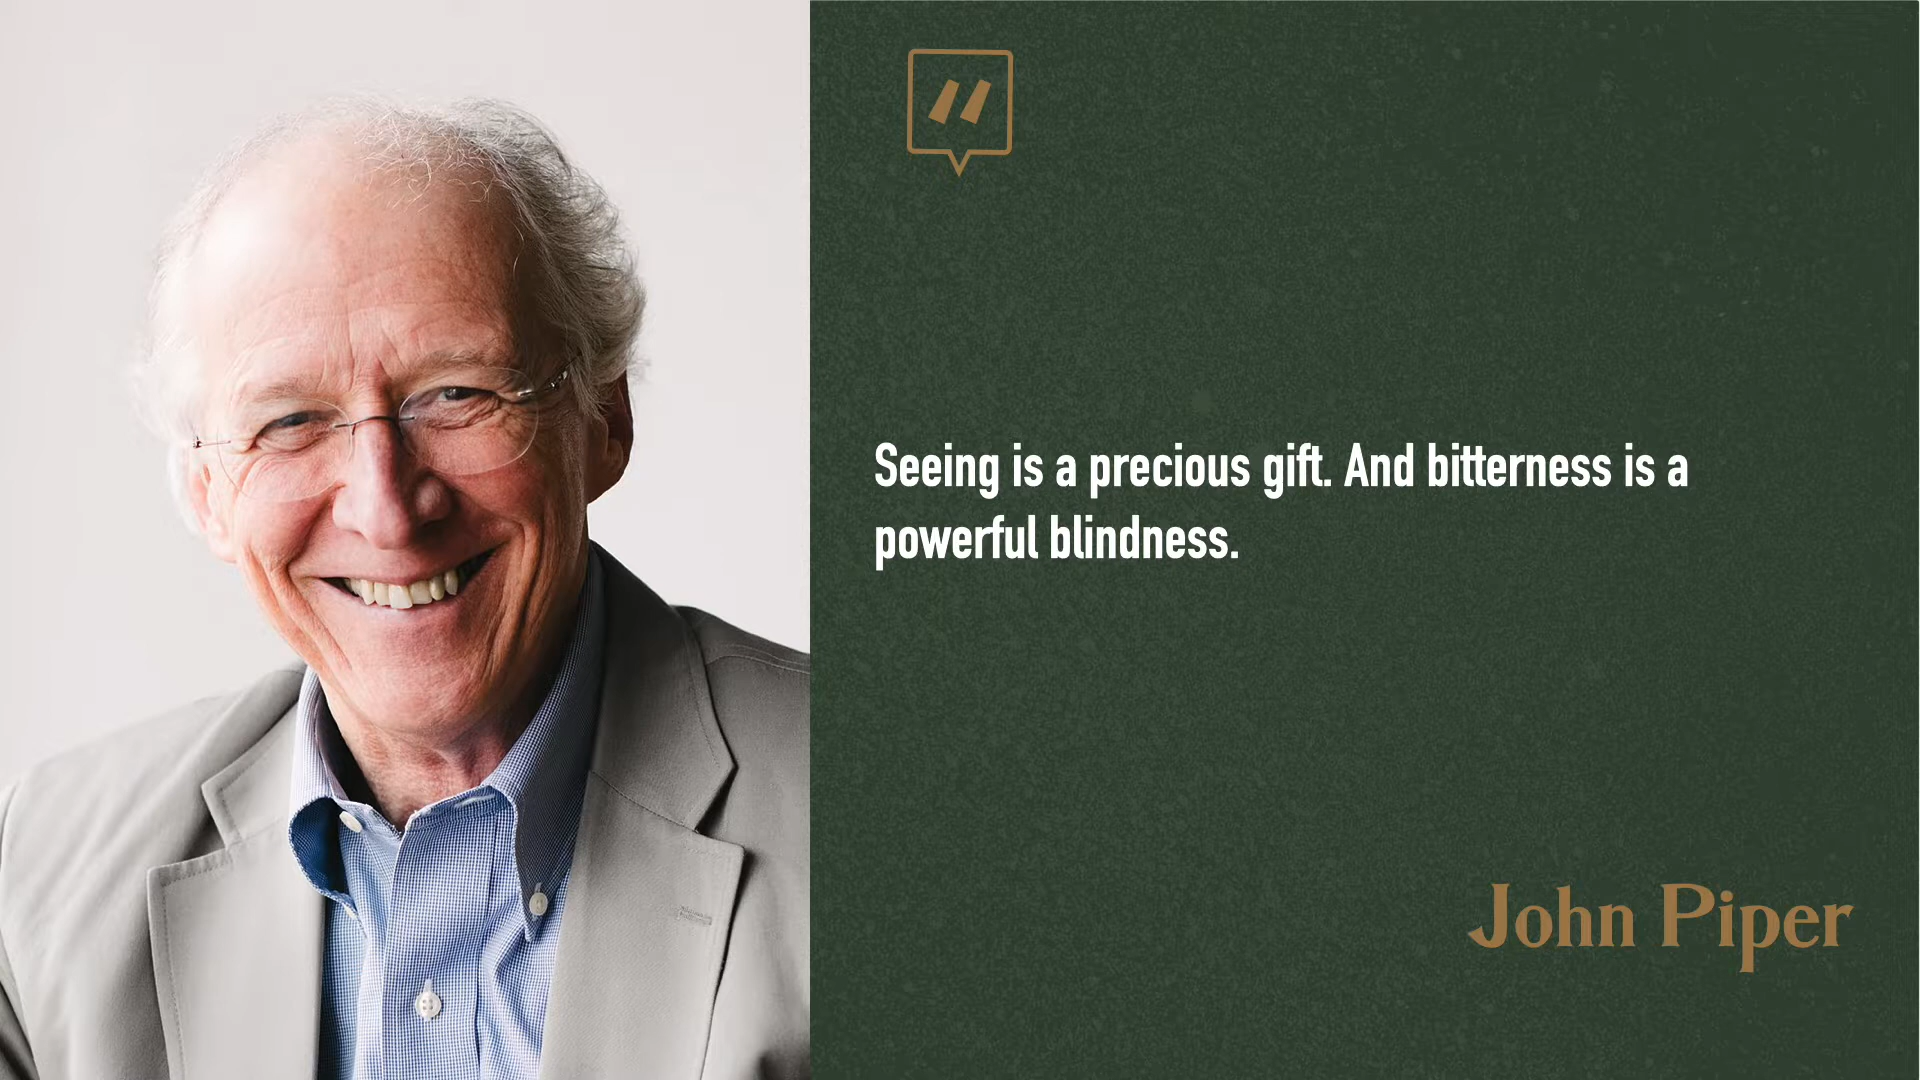 Seeing is a precious gift. And bitterness is a
powerful blindness.
John Piper